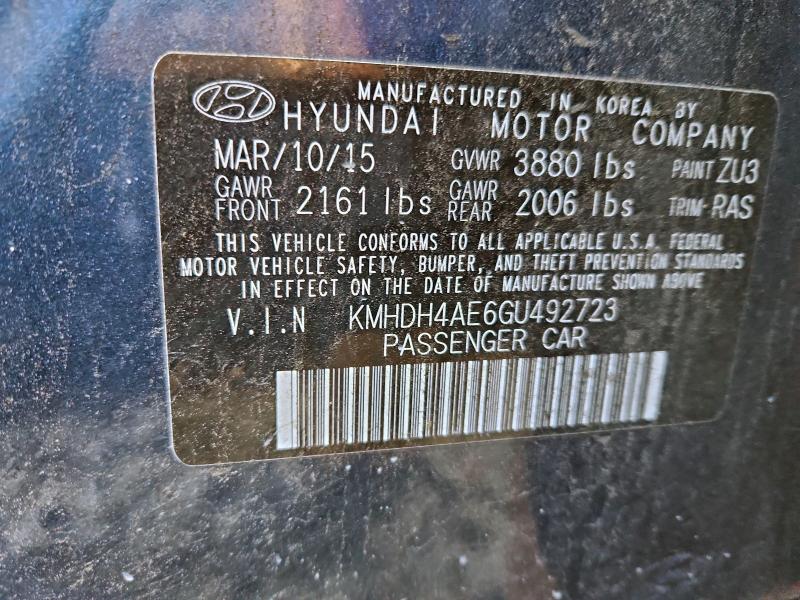 MANUFACTURED IN KOREA BY
HYUNDAI MOTOR COMPANY
MAR/10/15 GVWR 3880 lbs PAINT ZU3
GAWR FRONT 2161 lbs GAWR REAR 2006 lbs TRIM- RAS
THIS VEHICLE CONFORMS TO ALL APPLICABLE U.S.A. FEDERAL
MOTOR VEHICLE SAFETY, BUMPER, AND THEFT PREVENTION STANDARDS
IN EFFECT ON THE DATE OF MANUFACTURE SHOWN ABOVE
V.I.N KMHDH4AE6GU492723
PASSENGER CAR